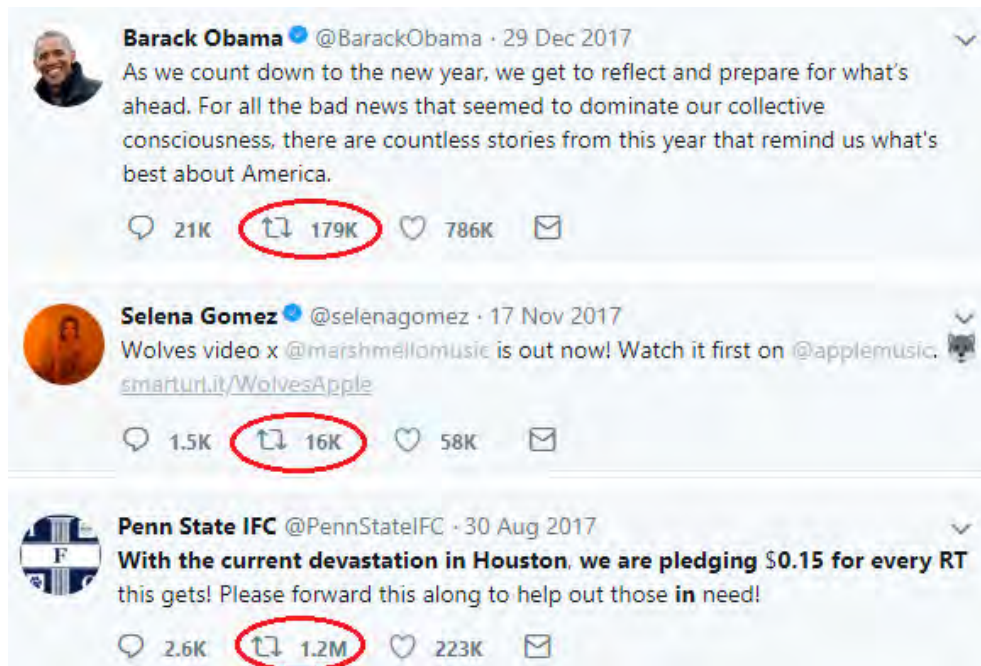 Barack Obama @BarackObama · 29 Dec 2017
As we count down to the new year, we get to reflect and prepare for what's
ahead. For all the bad news that seemed to dominate our collective
consciousness, there are countless stories from this year that remind us what's
best about America.
21K 179K 786K
Selena Gomez @selenagomez · 17 Nov 2017
Wolves video x @marshmellomusic is out now! Watch it first on @applemusic.
smarturl.it/WolvesApple
1.5K 16K 58K
F
Penn State IFC @PennStateIFC · 30 Aug 2017
With the current devastation in Houston, we are pledging $0.15 for every RT
this gets! Please forward this along to help out those in need!
2.6K 1.2M 223K